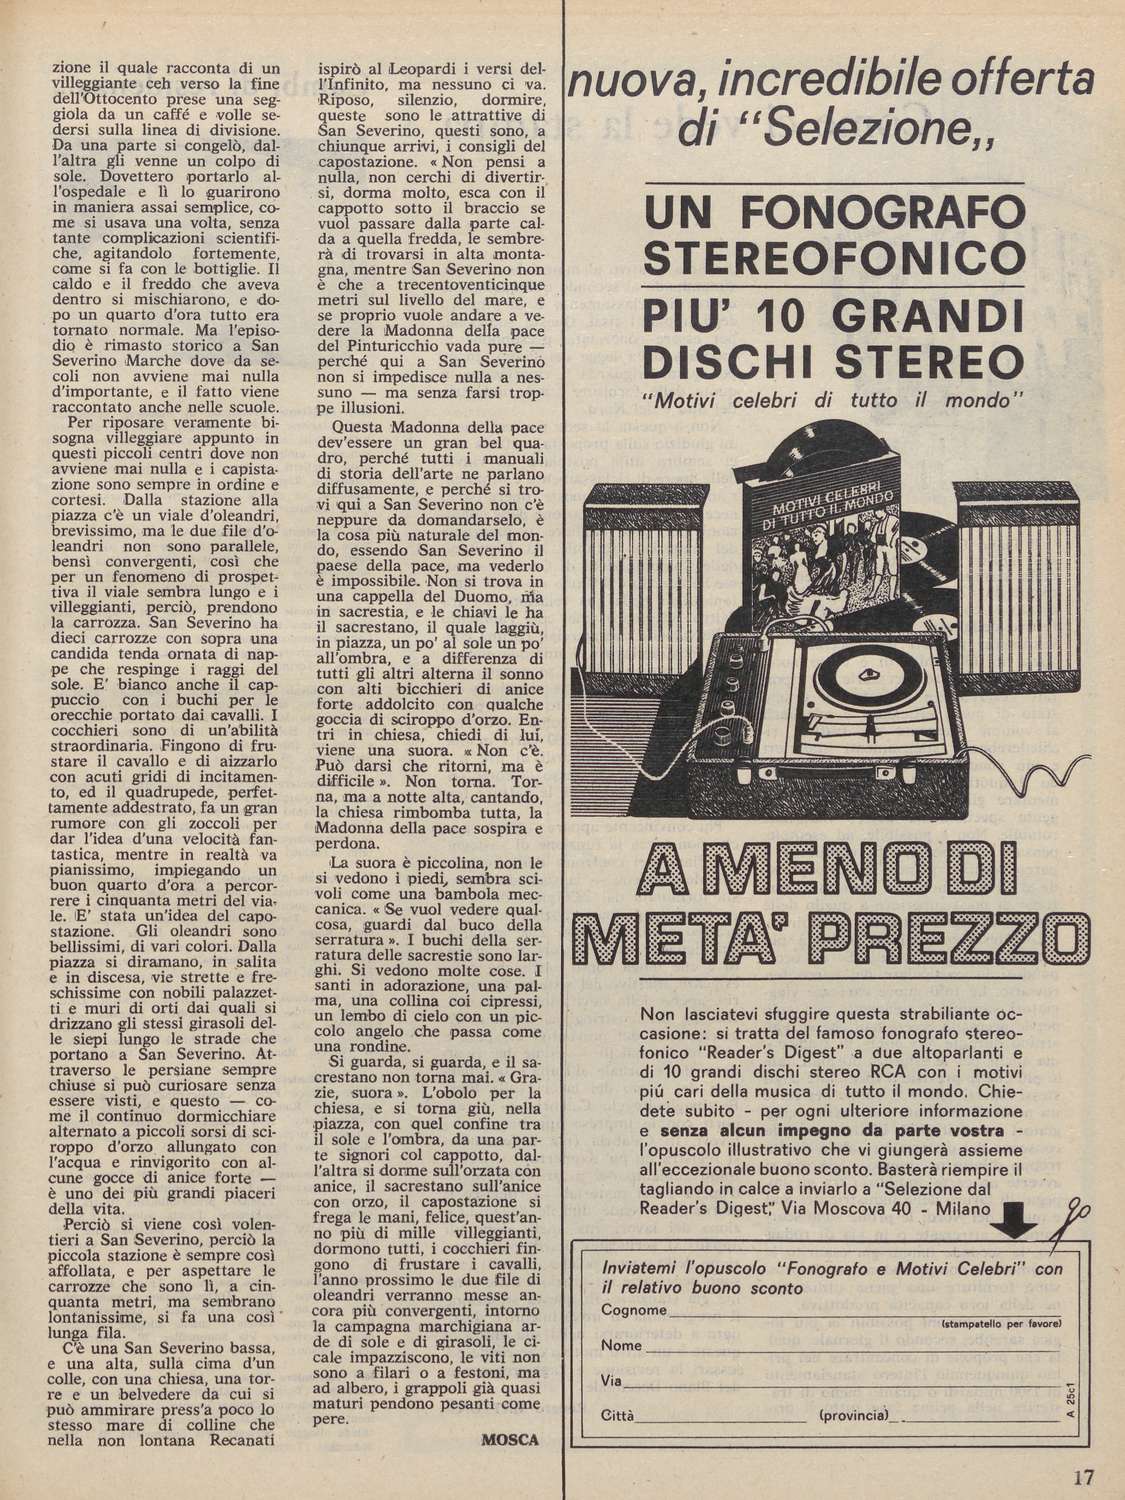 zione il quale racconta di un
villeggiante ceh verso la fine
dell'Ottocento prese una seg-
giola da un caffé e volle se-
dersi sulla linea di divisione.
Da una parte si congelò, dal-
l'altra gli venne un colpo di
sole. Dovettero portarlo al-
l'ospedale e lì lo guarirono
in maniera assai semplice, co-
me si usava una volta, senza
tante complicazioni scientifi-
che, agitandolo fortemente,
come si fa con le bottiglie. Il
caldo e il freddo che aveva
dentro si mischiarono, e do-
po un quarto d'ora tutto era
tornato normale. Ma l'episo-
dio è rimasto storico a San
Severino Marche dove da se-
coli non avviene mai nulla
d'importante, e il fatto viene
raccontato anche nelle scuole.
Per riposare veramente bi-
sogna villeggiare appunto in
questi piccoli centri dove non
avviene mai nulla e i capista-
zione sono sempre in ordine e
cortesi. Dalla stazione alla
piazza c'è un viale d'oleandri,
brevissimo, ma le due file d'o-
leandri non sono parallele,
bensì convergenti, così che
per un fenomeno di prospet-
tiva il viale sembra lungo e i
villeggianti, perciò, prendono
la carrozza. San Severino ha
dieci carrozze con sopra una
candida tenda ornata di nap-
pe che respinge i raggi del
sole. E' bianco anche il cap-
puccio con i buchi per le
orecchie portato dai cavalli. I
cocchieri sono di un'abilità
straordinaria. Fingono di fru-
stare il cavallo e di aizzarlo
con acuti gridi di incitamen-
to, ed il quadrupede, perfet-
tamente addestrato, fa un gran
rumore con gli zoccoli per
dar l'idea d'una velocità fan-
tastica, mentre in realtà va
pianissimo, impiegando un
buon quarto d'ora a percor-
rere i cinquanta metri del via-
le. E' stata un'idea del capo-
stazione. Gli oleandri sono
bellissimi, di vari colori. Dalla
piazza si diramano, in salita
e in discesa, vie strette e fre-
schissime con nobili palazzet-
ti e muri di orti dai quali si
drizzano gli stessi girasoli del-
le siepi lungo le strade che
portano a San Severino. At-
traverso le persiane sempre
chiuse si può curiosare senza
essere visti, e questo — co-
me il continuo dormicchiare
alternato a piccoli sorsi di sci-
roppo d'orzo allungato con
l'acqua e rinvigorito con al-
cune gocce di anice forte —
è uno dei più grandi piaceri
della vita.
Perciò si viene così volen-
tieri a San Severino, perciò la
piccola stazione è sempre così
affollata, e per aspettare le
carrozze che sono lì, a cin-
quanta metri, ma sembrano
lontanissime, si fa una così
lunga fila.
C'è una San Severino bassa,
e una alta, sulla cima d'un
colle, con una chiesa, una tor-
re e un belvedere da cui si
può ammirare press'a poco lo
stesso mare di colline che
nella non lontana Recanati
ispirò al Leopardi i versi del-
l'Infinito, ma nessuno ci va.
Riposo, silenzio, dormire,
queste sono le attrattive di
San Severino, questi sono, a
chiunque arrivi, i consigli del
capostazione. « Non pensi a
nulla, non cerchi di divertir-
si, dorma molto, esca con il
cappotto sotto il braccio se
vuol passare dalla parte cal-
da a quella fredda, le sembre-
rà di trovarsi in alta monta-
gna, mentre San Severino non
è che a trecentoventicinque
metri sul livello del mare, e
se proprio vuole andare a ve-
dere la Madonna della pace
del Pinturicchio vada pure —
perché qui a San Severino
non si impedisce nulla a nes-
suno — ma senza farsi trop-
pe illusioni.
Questa Madonna della pace
dev'essere un gran bel qua-
dro, perché tutti i manuali
di storia dell'arte ne parlano
diffusamente, e perché si tro-
vi qui a San Severino non c'è
neppure da domandarselo, è
la cosa più naturale del mon-
do, essendo San Severino il
paese della pace, ma vederlo
è impossibile. Non si trova in
una cappella del Duomo, ma
in sacrestia, e le chiavi le ha
il sacrestano, il quale laggiù,
in piazza, un po' al sole un po'
all'ombra, e a differenza di
tutti gli altri alterna il sonno
con alti bicchieri di anice
forte addolcito con qualche
goccia di sciroppo d'orzo. En-
tri in chiesa, chiedi di lui,
viene una suora. « Non c'è.
Può darsi che ritorni, ma è
difficile ». Non torna. Tor-
na, ma a notte alta, cantando,
la chiesa rimbomba tutta, la
Madonna della pace sospira e
perdona.
La suora è piccolina, non le
si vedono i piedi, sembra sci-
voli come una bambola mec-
canica. « Se vuol vedere qual-
cosa, guardi dal buco della
serratura ». I buchi della ser-
ratura delle sacrestie sono lar-
ghi. Si vedono molte cose. I
santi in adorazione, una pal-
ma, una collina coi cipressi,
un lembo di cielo con un pic-
colo angelo che passa come
una rondine.
Si guarda, si guarda, e il sa-
crestano non torna mai. « Gra-
zie, suora ». L'obolo per la
chiesa, e si torna giù, nella
piazza, con quel confine tra
il sole e l'ombra, da una par-
te signori col cappotto, dal-
l'altra si dorme sull'orzata con
anice, il sacrestano sull'anice
con orzo, il capostazione si
frega le mani, felice, quest'an-
no più di mille villeggianti,
dormono tutti, i cocchieri fin-
gono di frustare i cavalli,
l'anno prossimo le due file di
oleandri verranno messe an-
cora più convergenti, intorno
la campagna marchigiana ar-
de di sole e di girasoli, le ci-
cale impazziscono, le viti non
sono a filari o a festoni, ma
ad albero, i grappoli già quasi
maturi pendono pesanti come
pere.
MOSCA
nuova, incredibile offerta
di "Selezione„
UN FONOGRAFO
STEREOFONICO
PIU' 10 GRANDI
DISCHI STEREO
"Motivi celebri di tutto il mondo"
MOTIVI CELEBRI
DI TUTTO IL MONDO
A MENO DI
META' PREZZO
Non lasciatevi sfuggire questa strabiliante oc-
casione: si tratta del famoso fonografo stereo-
fonico "Reader's Digest" a due altoparlanti e
di 10 grandi dischi stereo RCA con i motivi
piú cari della musica di tutto il mondo. Chie-
dete subito - per ogni ulteriore informazione
e senza alcun impegno da parte vostra -
l'opuscolo illustrativo che vi giungerà assieme
all'eccezionale buono sconto. Basterà riempire il
tagliando in calce a inviarlo a "Selezione dal
Reader's Digest", Via Moscova 40 - Milano
go
Inviatemi l'opuscolo "Fonografo e Motivi Celebri" con
il relativo buono sconto
Cognome
(stampatello per favore)
Nome
Via
Città (provincia)
A 25c1
17